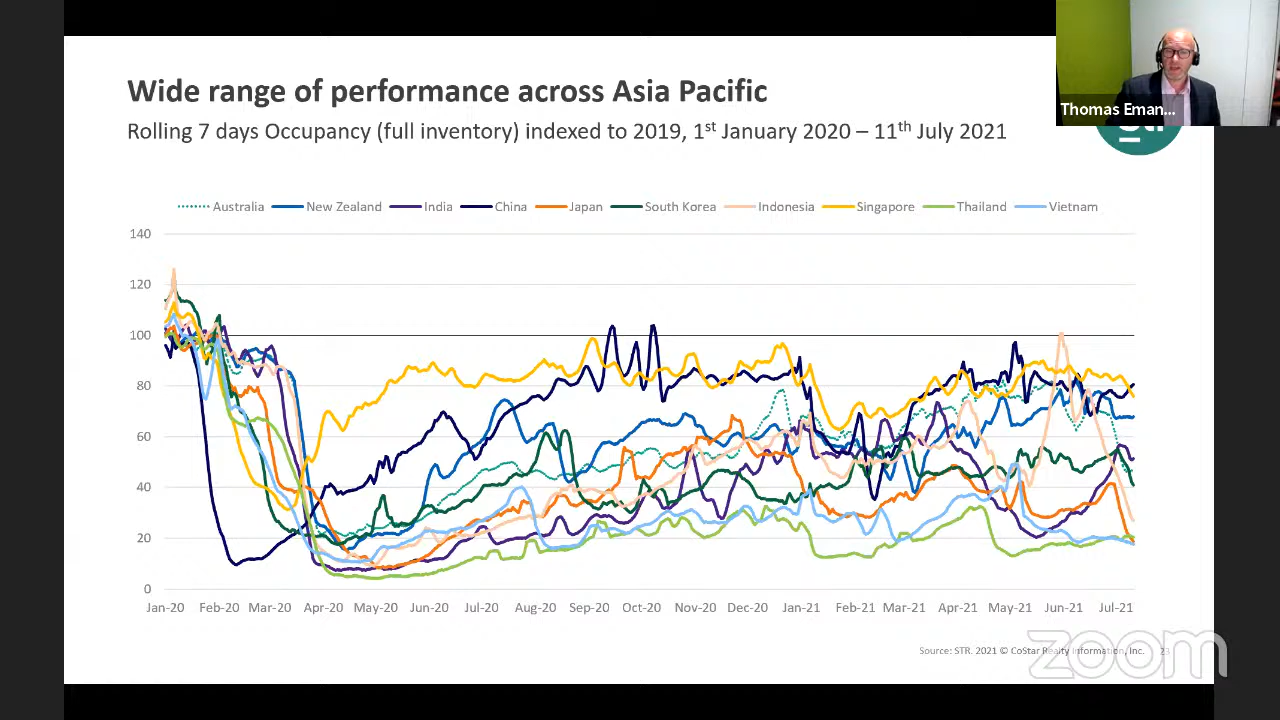 Wide range of performance across Asia Pacific
Thomas Eman...
Rolling 7 days Occupancy (full inventory) indexed to 2019, 1st January 2020 – 11th July 2021
str
Australia New Zealand India China Japan South Korea Indonesia Singapore Thailand Vietnam
140
120
100
80
60
40
20
0
Jan-20 Feb-20 Mar-20 Apr-20 May-20 Jun-20 Jul-20 Aug-20 Sep-20 Oct-20 Nov-20 Dec-20 Jan-21 Feb-21 Mar-21 Apr-21 May-21 Jun-21 Jul-21
Source: STR. 2021 © CoStar Realty Information, Inc. 23
zoom